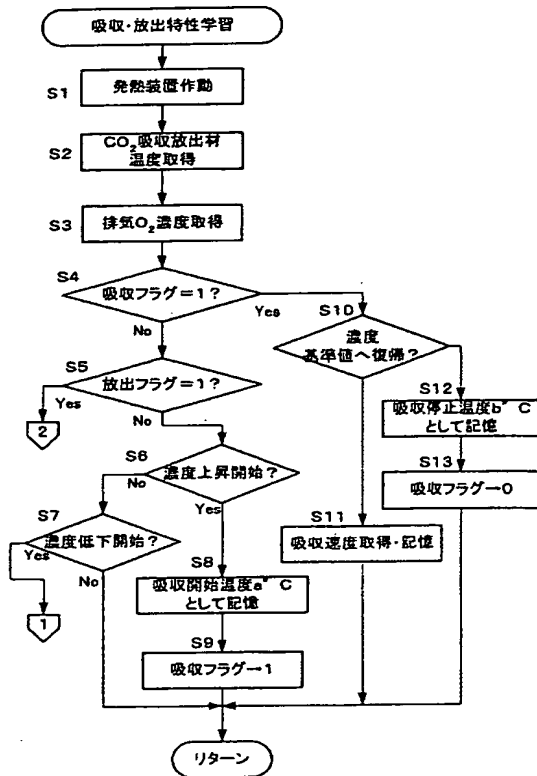 吸収・放出特性学習
S1
発熱装置作動
S2
CO₂吸収放出材
温度取得
S3
排気O₂濃度取得
S4
吸収フラグ=1?
Yes
No
S10
濃度
基準値へ復帰?
S5
放出フラグ=1?
Yes
No
2
S12
吸収停止温度b°C
として記憶
S13
吸収フラグ→0
S6
濃度上昇開始?
No
Yes
S7
濃度低下開始?
Yes
No
1
S11
吸収速度取得・記憶
S8
吸収開始温度a°C
として記憶
S9
吸収フラグ→1
リターン